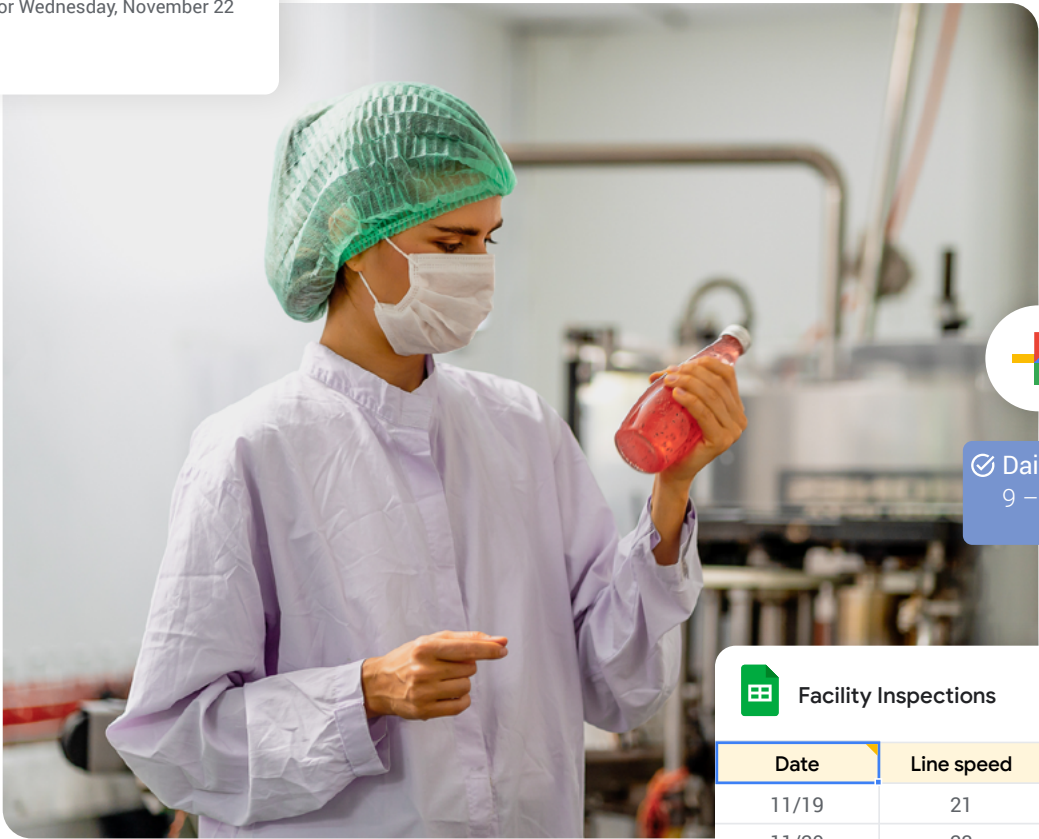 or Wednesday, November 22
Dai
9 –
Facility Inspections
Date Line speed
11/19 21